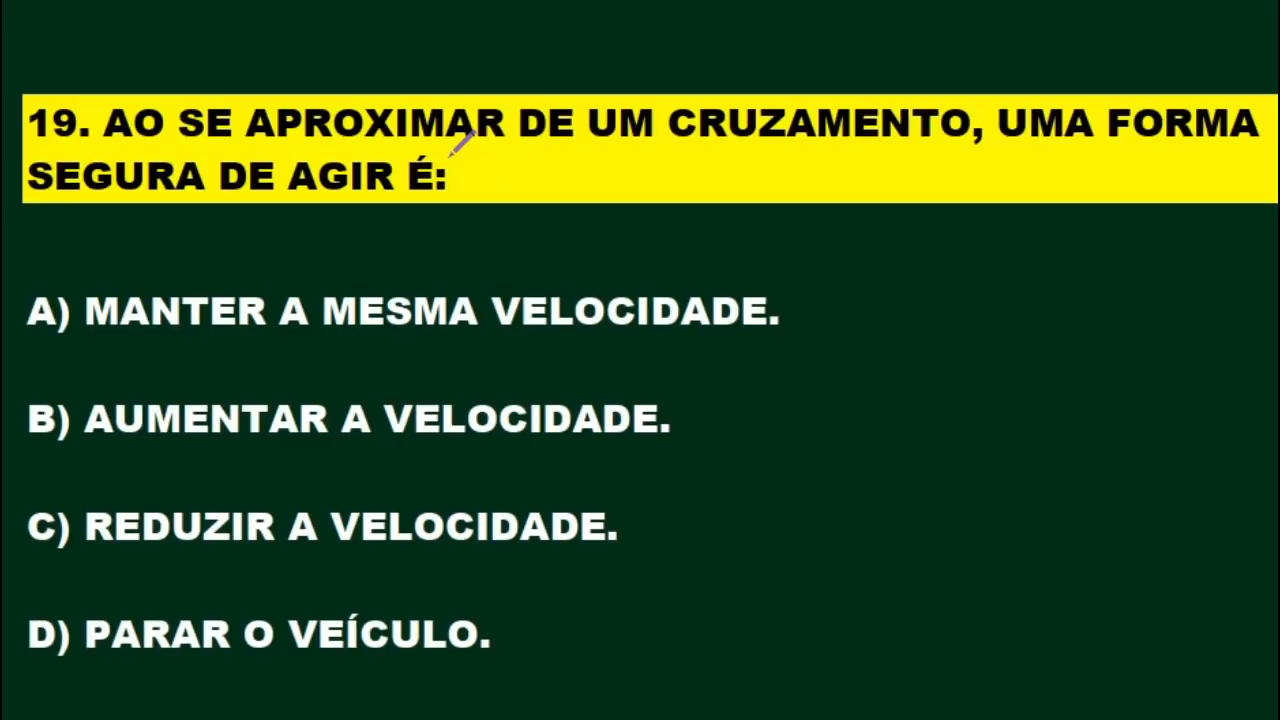 19. AO SE APROXIMAR DE UM CRUZAMENTO, UMA FORMA
SEGURA DE AGIR É:
A) MANTER A MESMA VELOCIDADE.
B) AUMENTAR A VELOCIDADE.
C) REDUZIR A VELOCIDADE.
D) PARAR O VEÍCULO.